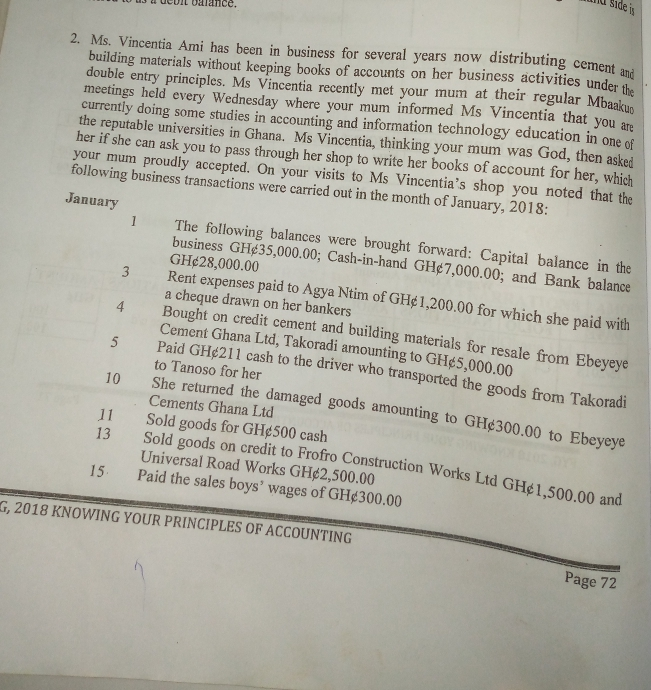 debit balance.
side is
2. Ms. Vincentia Ami has been in business for several years now distributing cement and
building materials without keeping books of accounts on her business activities under the
double entry principles. Ms Vincentia recently met your mum at their regular Mbaakuo
meetings held every Wednesday where your mum informed Ms Vincentia that you are
currently doing some studies in accounting and information technology education in one of
the reputable universities in Ghana. Ms Vincentia, thinking your mum was God, then asked
her if she can ask you to pass through her shop to write her books of account for her, which
your mum proudly accepted. On your visits to Ms Vincentia's shop you noted that the
following business transactions were carried out in the month of January, 2018:
January
1 The following balances were brought forward: Capital balance in the
business GH¢35,000.00; Cash-in-hand GH¢7,000.00; and Bank balance
GH¢28,000.00
3 Rent expenses paid to Agya Ntim of GH¢1,200.00 for which she paid with
a cheque drawn on her bankers
4 Bought on credit cement and building materials for resale from Ebeyeye
Cement Ghana Ltd, Takoradi amounting to GH¢5,000.00
5 Paid GH¢211 cash to the driver who transported the goods from Takoradi
to Tanoso for her
10 She returned the damaged goods amounting to GH¢300.00 to Ebeyeye
Cements Ghana Ltd
11 Sold goods for GH¢500 cash
13 Sold goods on credit to Frofro Construction Works Ltd GH¢1,500.00 and
Universal Road Works GH¢2,500.00
15 Paid the sales boys' wages of GH¢300.00
G, 2018 KNOWING YOUR PRINCIPLES OF ACCOUNTING
Page 72